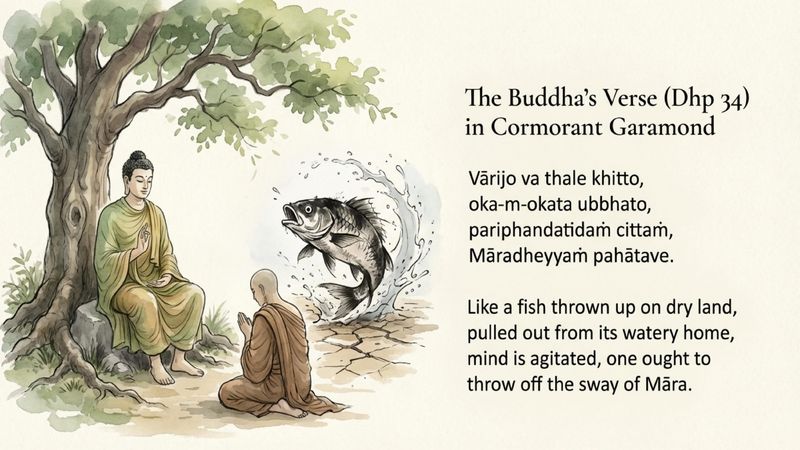 The Buddha's Verse (Dhp 34)
in Cormorant Garamond
Vārijo va thale khitto,
oka-m-okata ubbhato,
pariphandatidaṁ cittaṁ,
Māradheyyaṁ pahātave.
Like a fish thrown up on dry land,
pulled out from its watery home,
mind is agitated, one ought to
throw off the sway of Māra.